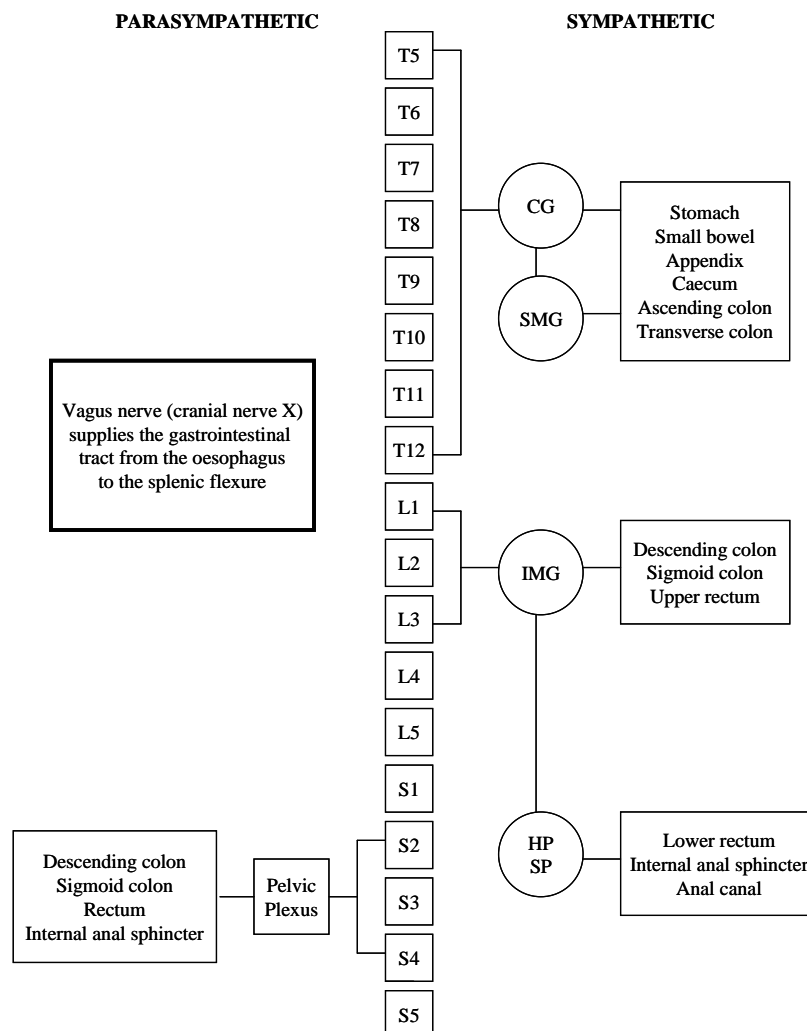 PARASYMPATHETIC
SYMPATHETIC
T5
T6
T7
T8
T9
T10
T11
T12
L1
L2
L3
L4
L5
S1
S2
S3
S4
S5
CG
SMG
Stomach
Small bowel
Appendix
Caecum
Ascending colon
Transverse colon
Vagus nerve (cranial nerve X)
supplies the gastrointestinal
tract from the oesophagus
to the splenic flexure
IMG
Descending colon
Sigmoid colon
Upper rectum
HP
SP
Lower rectum
Internal anal sphincter
Anal canal
Descending colon
Sigmoid colon
Rectum
Internal anal sphincter
Pelvic
Plexus